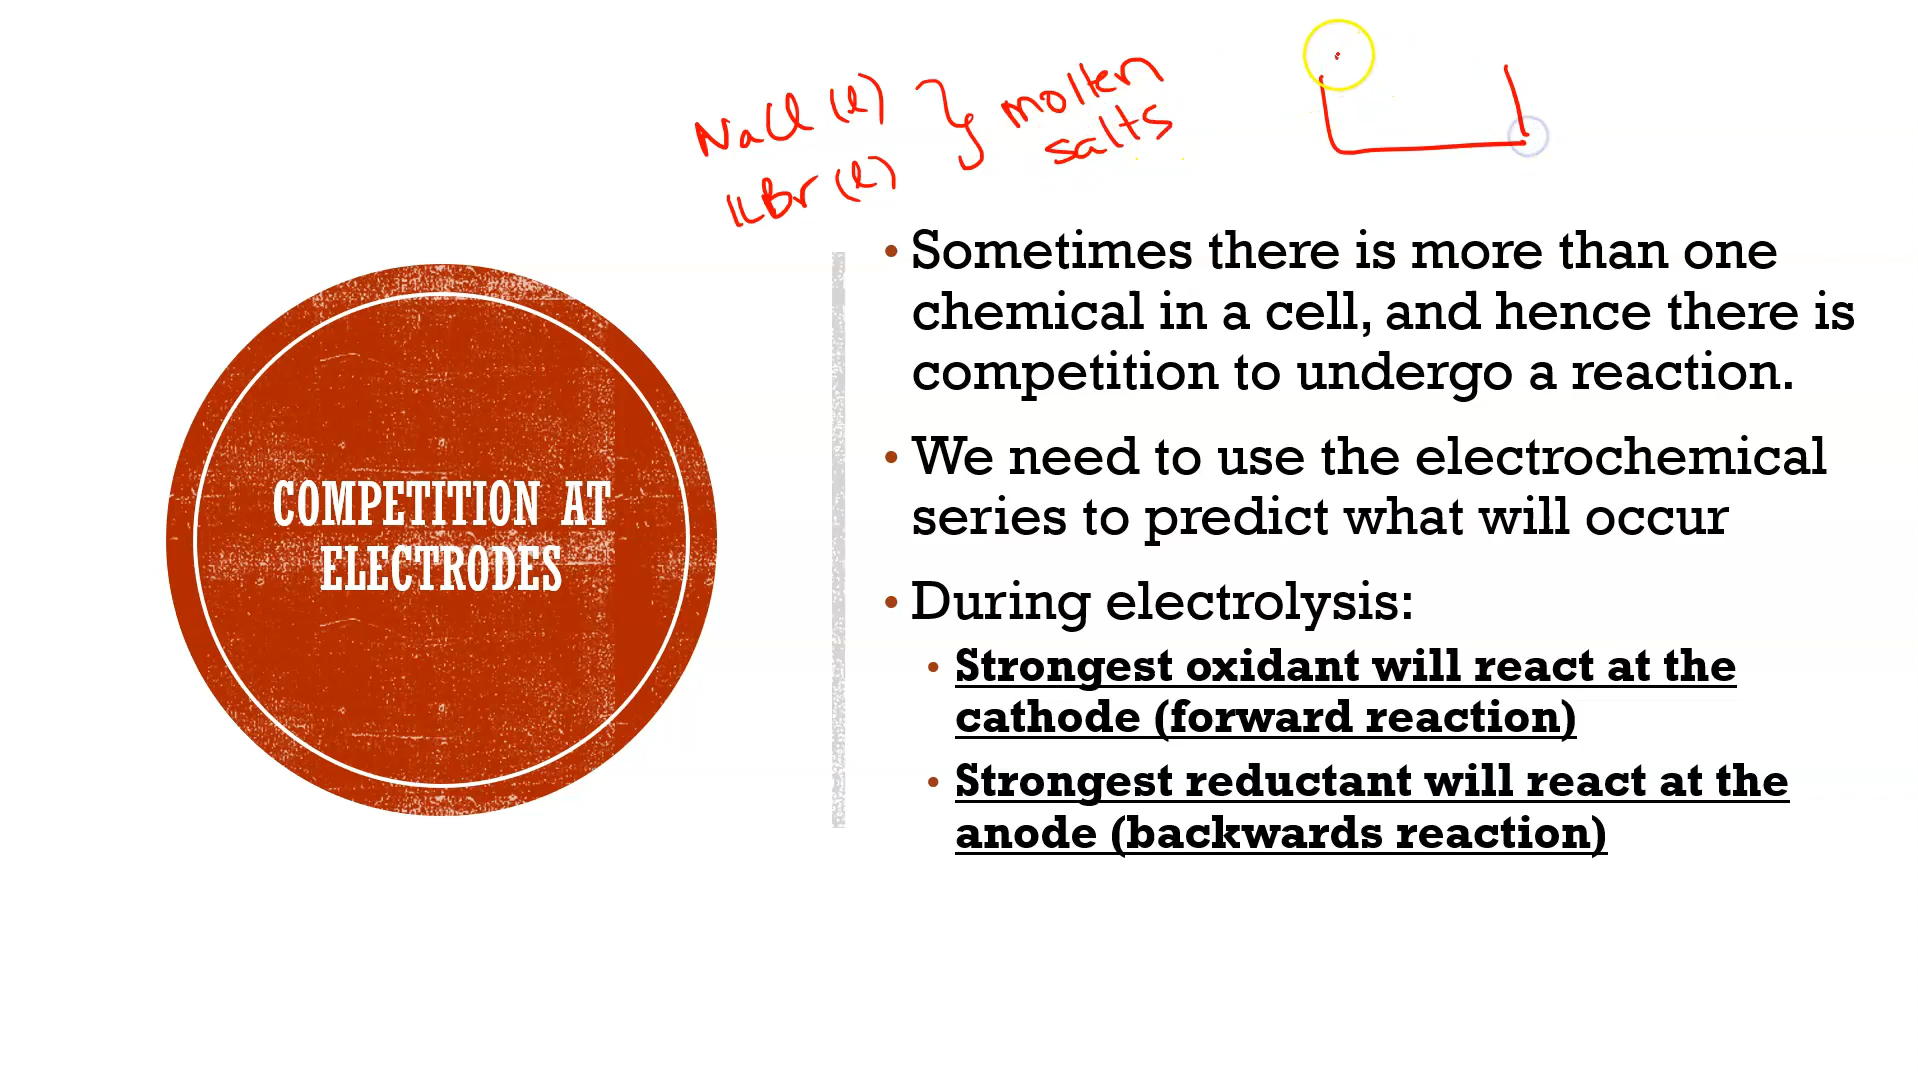 NaCl (l) } molten
salts
KBr (l)
COMPETITION AT
ELECTRODES
• Sometimes there is more than one
chemical in a cell, and hence there is
competition to undergo a reaction.
• We need to use the electrochemical
series to predict what will occur
• During electrolysis:
• Strongest oxidant will react at the
cathode (forward reaction)
• Strongest reductant will react at the
anode (backwards reaction)